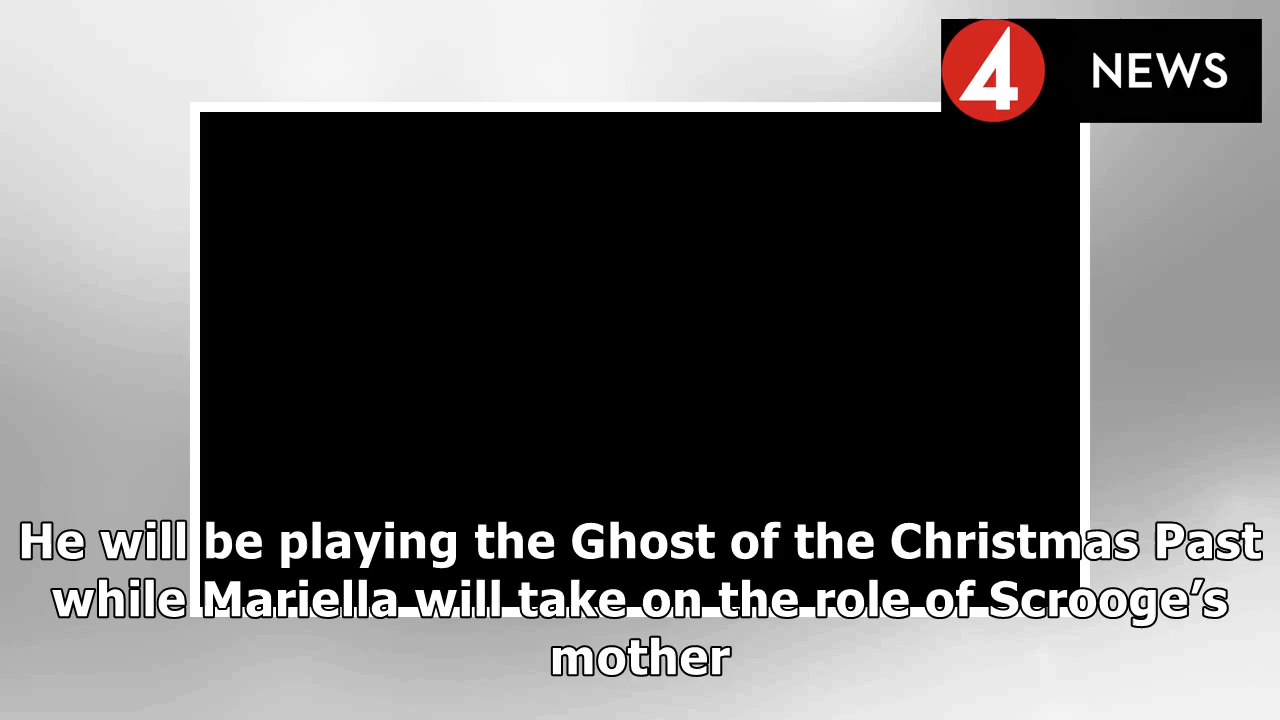 4 NEWS
He will be playing the Ghost of the Christmas Past
while Mariella will take on the role of Scrooge’s
mother